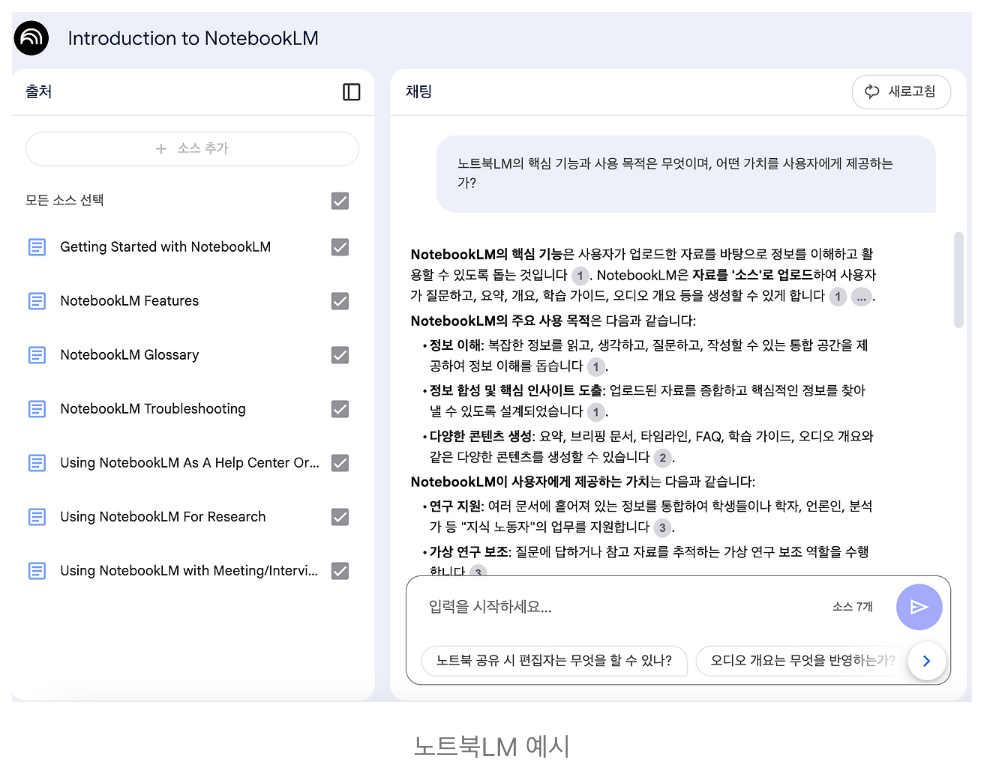 Introduction to NotebookLM
출처
+ 소스 추가
모든 소스 선택
Getting Started with NotebookLM
NotebookLM Features
NotebookLM Glossary
NotebookLM Troubleshooting
Using NotebookLM As A Help Center Or...
Using NotebookLM For Research
Using NotebookLM with Meeting/Intervi...
채팅
새로고침
노트북LM의 핵심 기능과 사용 목적은 무엇이며, 어떤 가치를 사용자에게 제공하는
가?
NotebookLM의 핵심 기능은 사용자가 업로드한 자료를 바탕으로 정보를 이해하고 활
용할 수 있도록 돕는 것입니다 1. NotebookLM은 자료를 '소스'로 업로드하여 사용자
가 질문하고, 요약, 개요, 학습 가이드, 오디오 개요 등을 생성할 수 있게 합니다 1 ... .
NotebookLM의 주요 사용 목적은 다음과 같습니다:
• 정보 이해: 복잡한 정보를 읽고, 생각하고, 질문하고, 작성할 수 있는 통합 공간을 제
공하여 정보 이해를 돕습니다 1.
• 정보 합성 및 핵심 인사이트 도출: 업로드된 자료를 종합하고 핵심적인 정보를 찾아
낼 수 있도록 설계되었습니다 1.
• 다양한 콘텐츠 생성: 요약, 브리핑 문서, 타임라인, FAQ, 학습 가이드, 오디오 개요와
같은 다양한 콘텐츠를 생성할 수 있습니다 2.
NotebookLM이 사용자에게 제공하는 가치는 다음과 같습니다:
• 연구 지원: 여러 문서에 흩어져 있는 정보를 통합하여 학생들이나 학자, 언론인, 분석
가 등 "지식 노동자"의 업무를 지원합니다 3.
• 가상 연구 보조: 질문에 답하거나 참고 자료를 추적하는 가상 연구 보조 역할을 수행
합니다 3
입력을 시작하세요...
소스 7개
노트북 공유 시 편집자는 무엇을 할 수 있나?
오디오 개요는 무엇을 반영하는가?
노트북LM 예시